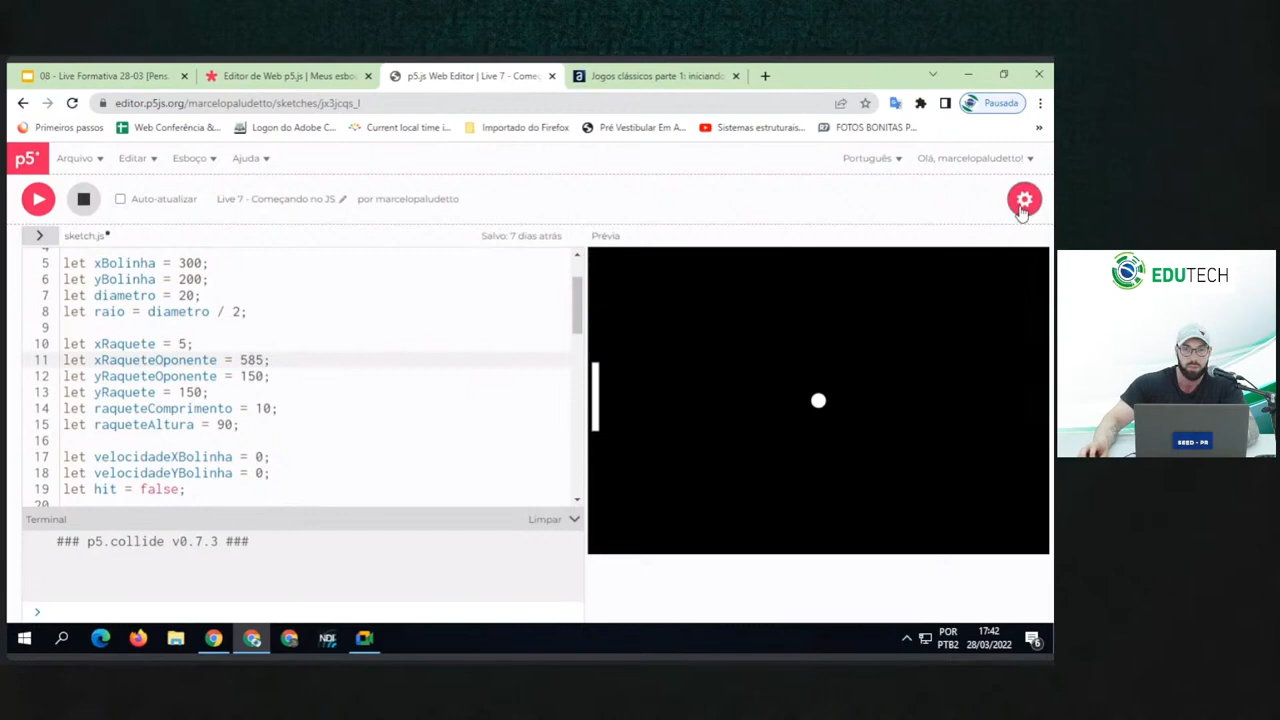 08 - Live Formativa 28-03 [Pens
Editor de Web p5.js | Meus esbo
p5.js Web Editor | Live 7 - Começ
Jogos clássicos parte 1: iniciando
editor.p5js.org/marcelopaludetto/sketches/jx3jcqs_l
Pausada
Primeiros passos
Web Conferência &...
Logon do Adobe C...
Current local time i...
Importado do Firefox
Pré Vestibular Em A...
Sistemas estruturais...
FOTOS BONITAS P...
»
p5*
Arquivo
Editar
Esboço
Ajuda
Português
Olá, marcelopaludetto!
Auto-atualizar
Live 7 - Começando no JS
por marcelopaludetto
sketch.js
Salvo: 7 dias atrás
Prévia
4
5 let xBolinha = 300;
6 let yBolinha = 200;
7 let diametro = 20;
8 let raio = diametro / 2;
9
10 let xRaquete = 5;
11 let xRaqueteOponente = 585;
12 let yRaqueteOponente = 150;
13 let yRaquete = 150;
14 let raqueteComprimento = 10;
15 let raqueteAltura = 90;
16
17 let velocidadeXBolinha = 0;
18 let velocidadeYBolinha = 0;
19 let hit = false;
20
Terminal
Limpar
### p5.collide v0.7.3 ###
>
NDI
POR
PTB2
17:42
28/03/2022
6
EDUTECH
SEED - PR